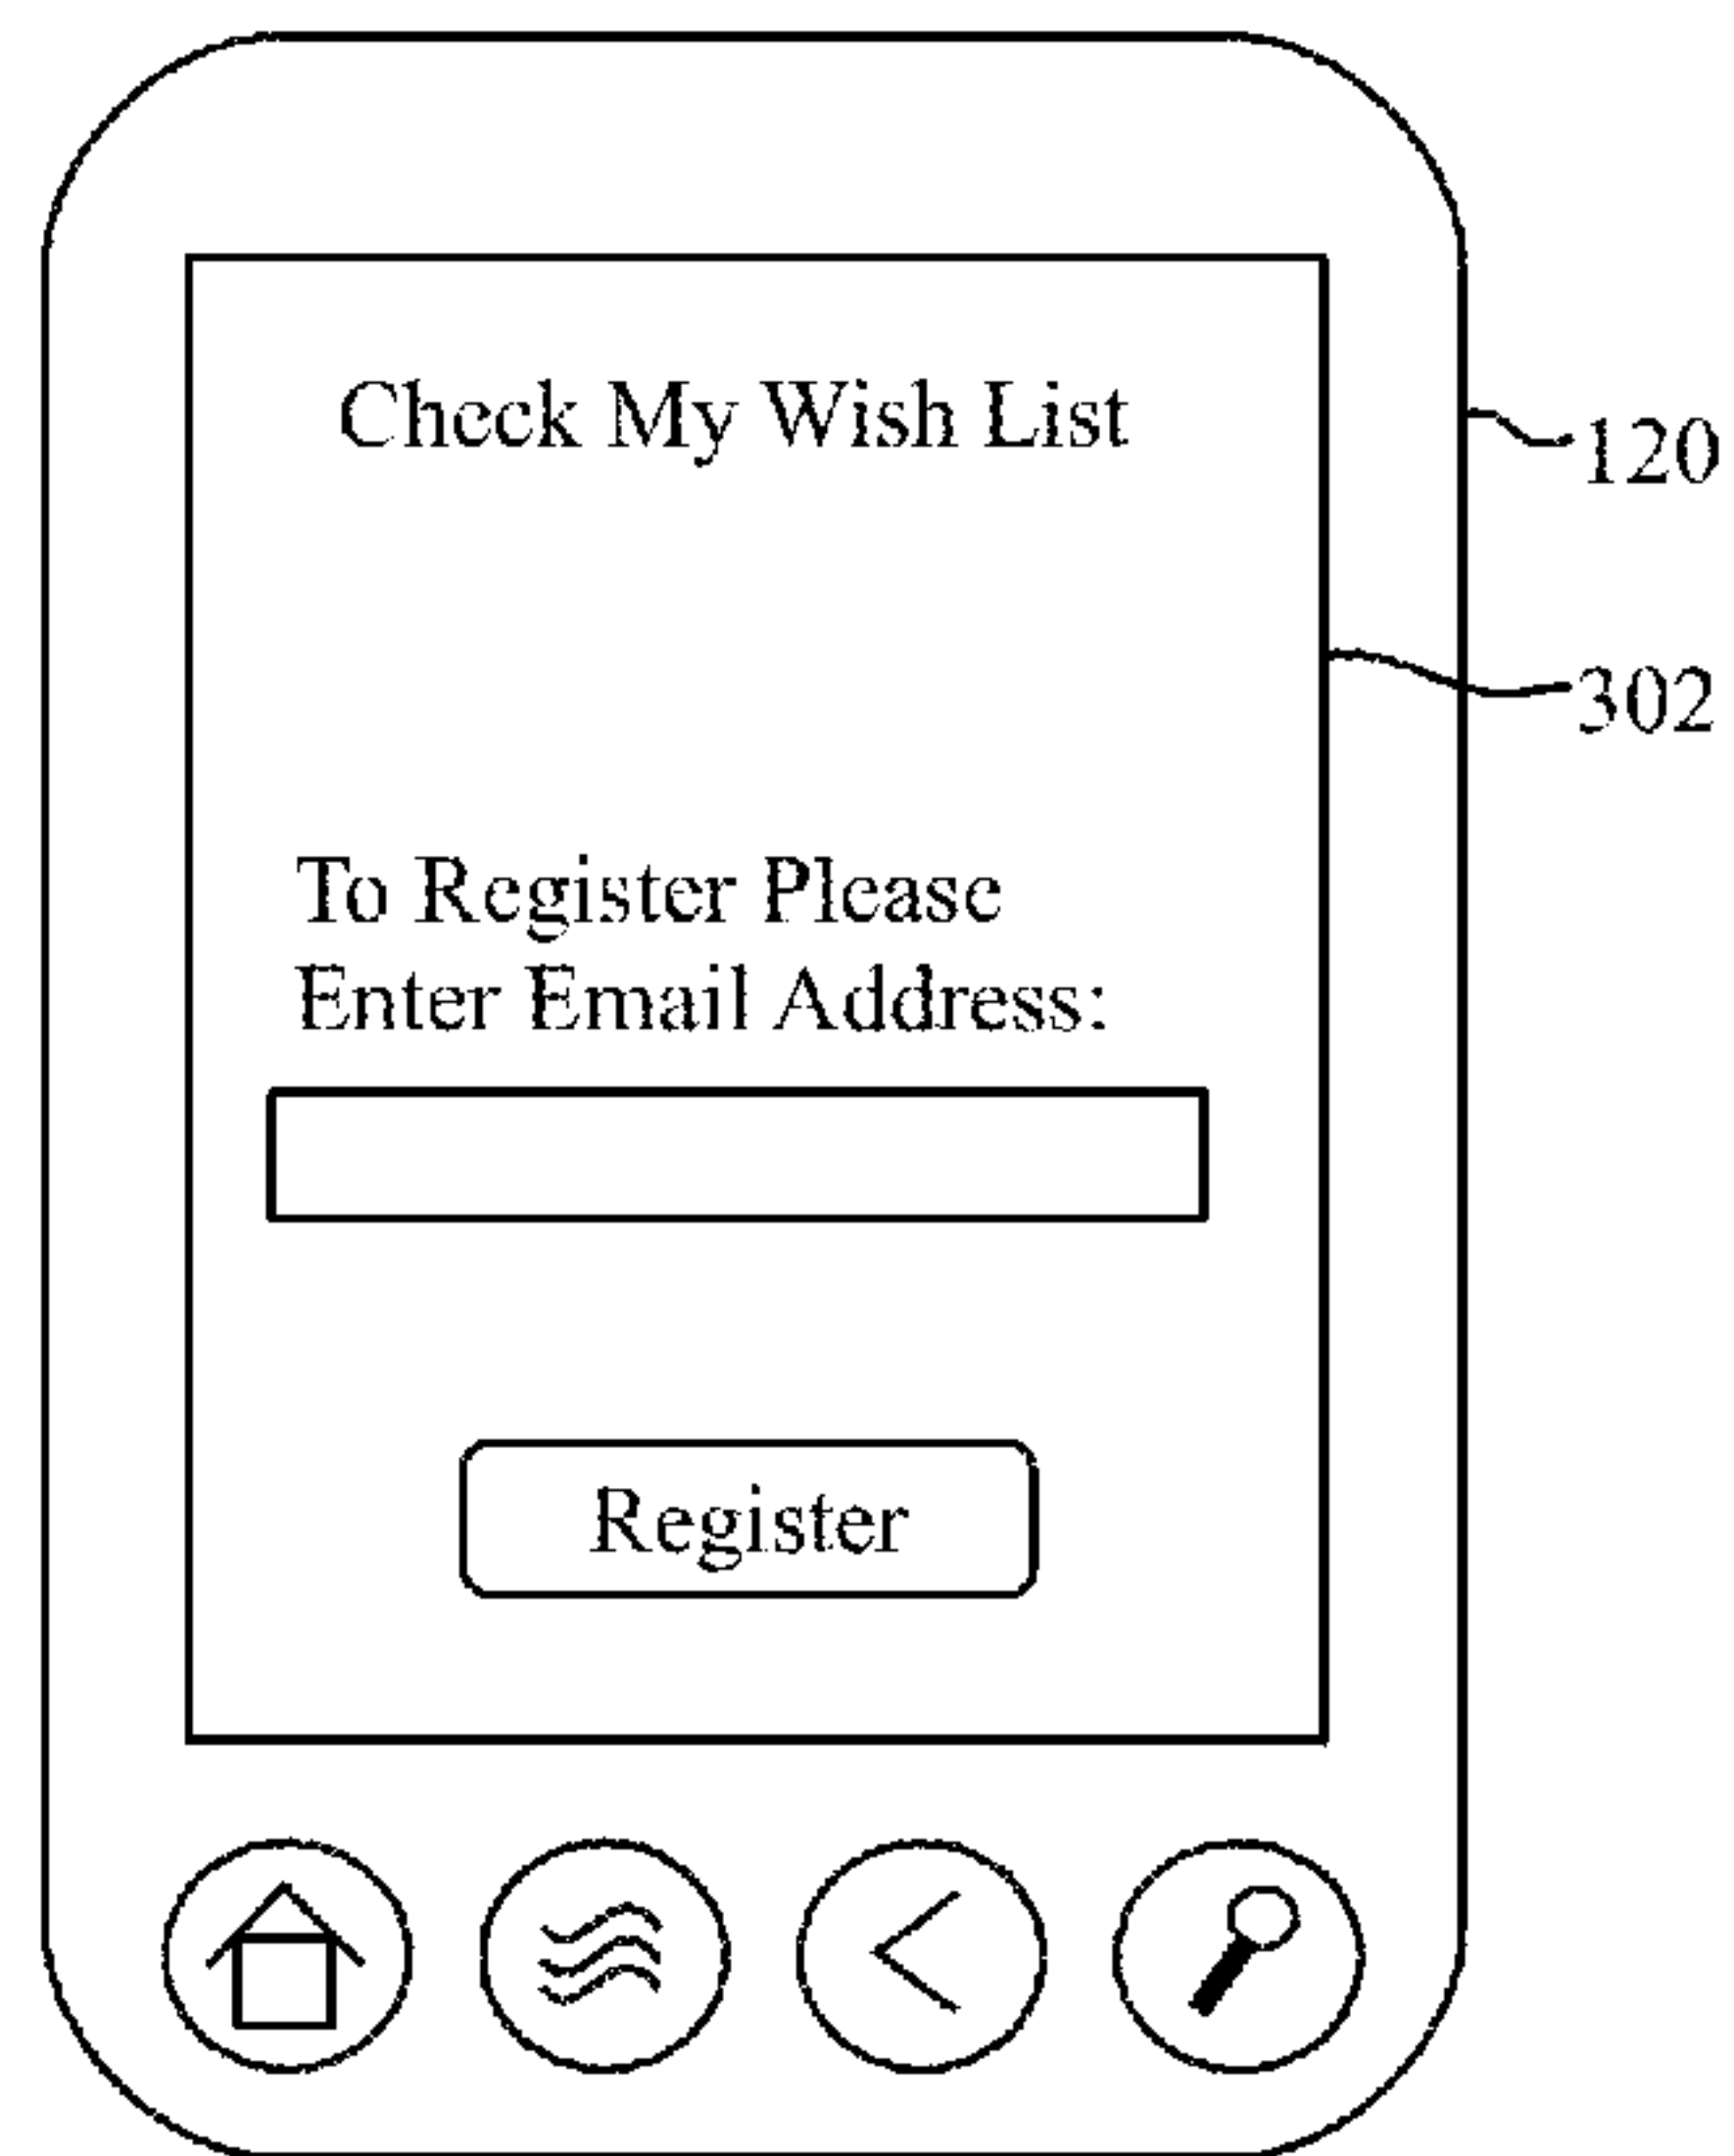 Check My Wish List
120
302
To Register Please
Enter Email Address:
Register